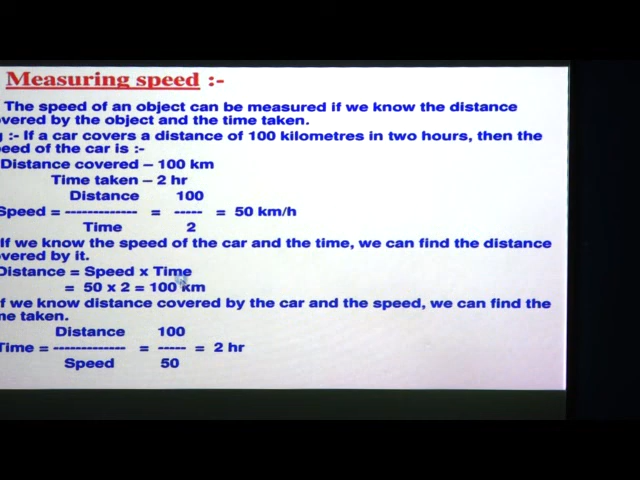 Measuring speed :-
The speed of an object can be measured if we know the distance
vered by the object and the time taken.
:- If a car covers a distance of 100 kilometres in two hours, then the
eed of the car is :-
Distance covered – 100 km
Time taken – 2 hr
Distance 100
Speed = ------------- = ----- = 50 km/h
Time 2
If we know the speed of the car and the time, we can find the distance
vered by it.
Distance = Speed x Time
= 50 x 2 = 100 km
f we know distance covered by the car and the speed, we can find the
me taken.
Distance 100
Time = ------------- = ----- = 2 hr
Speed 50